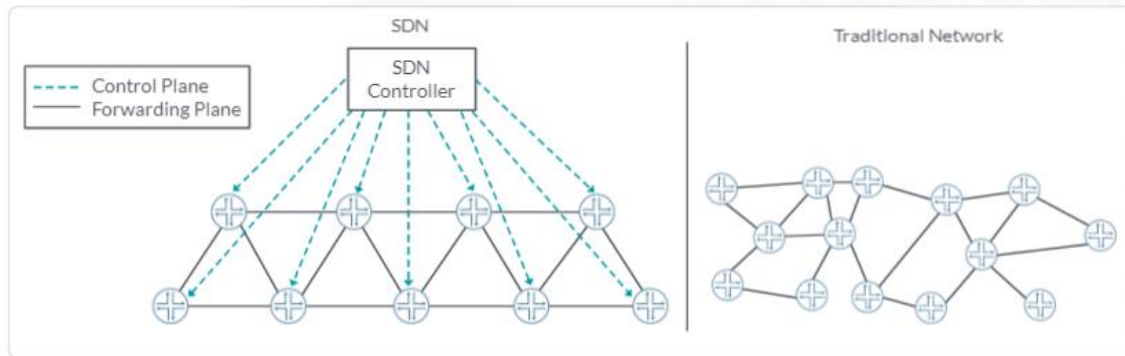 SDN
Traditional Network
Control Plane
Forwarding Plane
SDN
Controller